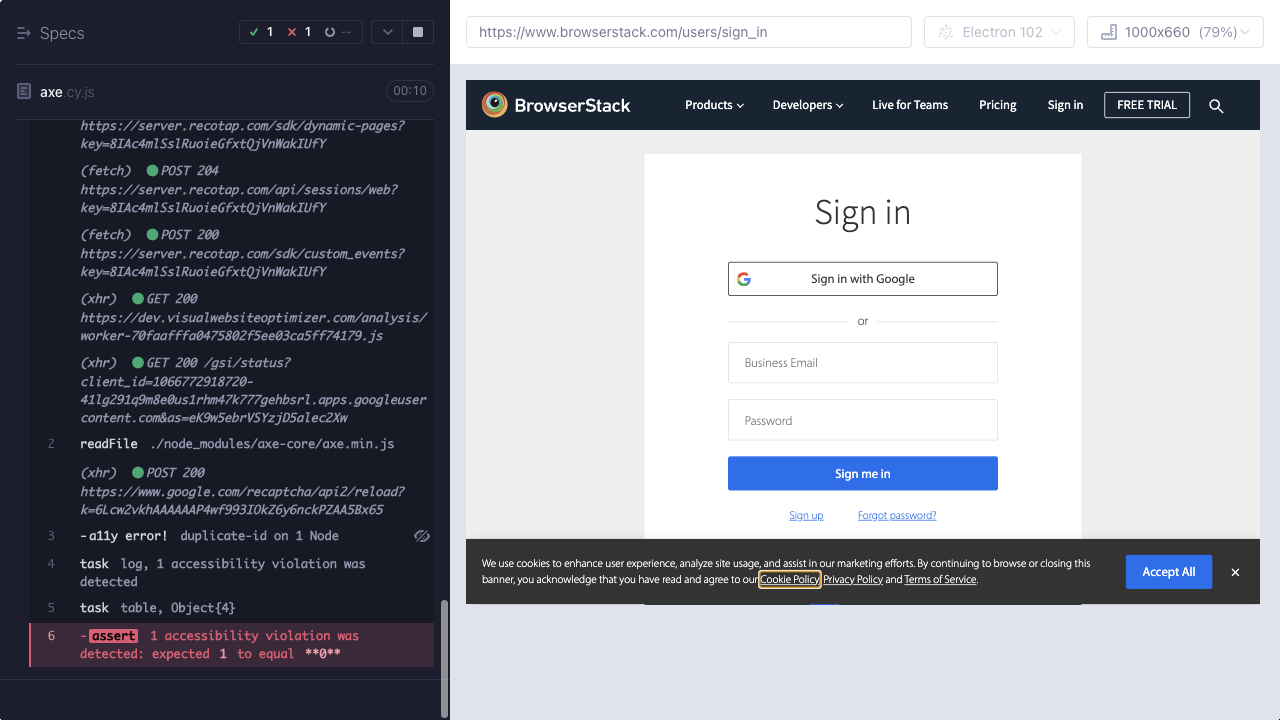 Specs
1
1
--
axe.cy.js
00:10
https://server.recotap.com/sdk/dynamic-pages?
key=8IAc4mlSslRuoieGfxtQjVnWakIUfY
(fetch) POST 204
https://server.recotap.com/api/sessions/web?
key=8IAc4mlSslRuoieGfxtQjVnWakIUfY
(fetch) POST 200
https://server.recotap.com/sdk/custom_events?
key=8IAc4mlSslRuoieGfxtQjVnWakIUfY
(xhr) GET 200
https://dev.visualwebsiteoptimizer.com/analysis/
worker-70faafffa0475802f5ee03ca5ff74179.js
(xhr) GET 200 /gsi/status?
client_id=1066772918720-
41lg291q9m8e0us1rhm47k777gehbsrl.apps.googleuser
content.com&as=eK9w5ebrVSYzjD5alec2Xw
2 readFile ./node_modules/axe-core/axe.min.js
(xhr) POST 200
https://www.google.com/recaptcha/api2/reload?
k=6Lcw2vkhAAAAAAP4wf993IOkZ6y6nckPZAA5Bx65
3 -a11y error! duplicate-id on 1 Node
4 task log, 1 accessibility violation was
detected
5 task table, Object{4}
6 -assert 1 accessibility violation was
detected: expected 1 to equal **0**
https://www.browserstack.com/users/sign_in
Electron 102
1000x660 (79%)
BrowserStack
Products
Developers
Live for Teams
Pricing
Sign in
FREE TRIAL
Sign in
Sign in with Google
or
Business Email
Password
Sign me in
Sign up
Forgot password?
We use cookies to enhance user experience, analyze site usage, and assist in our marketing efforts. By continuing to browse or closing this
banner, you acknowledge that you have read and agree to our Cookie Policy, Privacy Policy and Terms of Service.
Accept All